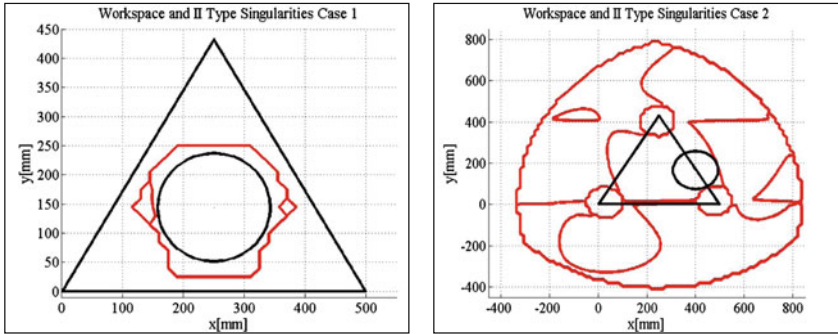 Workspace and II Type Singularities Case 1
450
400
350
300
250
200
150
100
50
0
y[mm]
0 100 200 300 400 500
x[mm]
Workspace and II Type Singularities Case 2
800
600
400
200
0
-200
-400
y[mm]
-400 -200 0 200 400 600 800
x[mm]